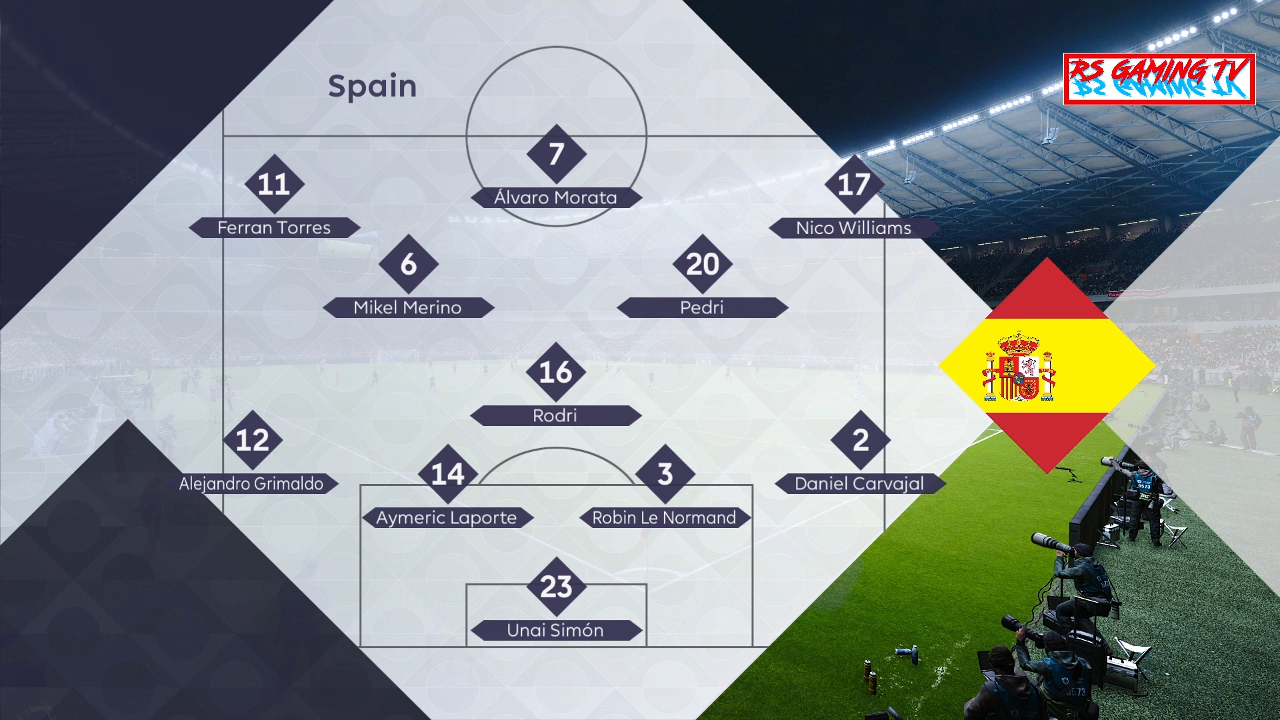 RS GAMING TV
Spain
7
Álvaro Morata
11
Ferran Torres
17
Nico Williams
6
Mikel Merino
20
Pedri
16
Rodri
12
Alejandro Grimaldo
2
Daniel Carvajal
14
Aymeric Laporte
3
Robin Le Normand
23
Unai Simón